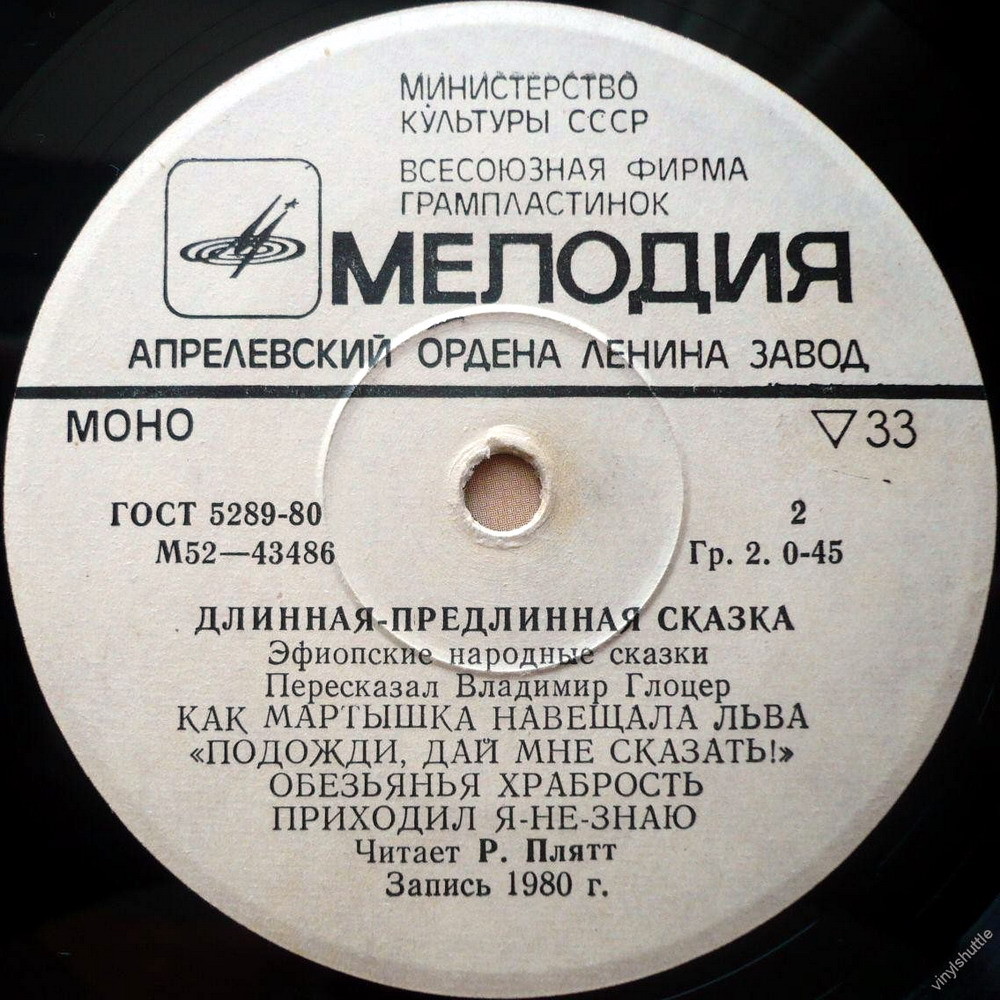 МИНИСТЕРСТВО
КУЛЬТУРЫ СССР
ВСЕСОЮЗНАЯ ФИРМА
ГРАМПЛАСТИНОК
МЕЛОДИЯ
АПРЕЛЕВСКИЙ ОРДЕНА ЛЕНИНА ЗАВОД
МОНО ▽33
ГОСТ 5289-80 2
М52—43486 Гр. 2. 0-45
ДЛИННАЯ-ПРЕДЛИННАЯ СКАЗКА
Эфиопские народные сказки
Пересказал Владимир Глоцер
КАК МАРТЫШКА НАВЕЩАЛА ЛЬВА
«ПОДОЖДИ, ДАЙ МНЕ СКАЗАТЬ!»
ОБЕЗЬЯНЬЯ ХРАБРОСТЬ
ПРИХОДИЛ Я-НЕ-ЗНАЮ
Читает Р. Плятт
Запись 1980 г.
vinylshuttle